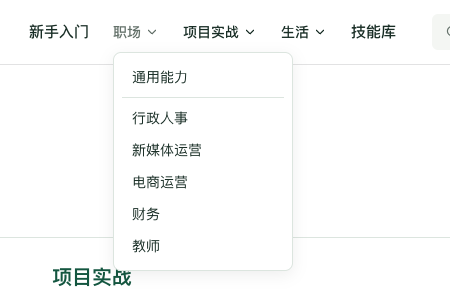 新手入门 职场 项目实战 生活 技能库
通用能力
行政人事
新媒体运营
电商运营
财务
教师
项目实战